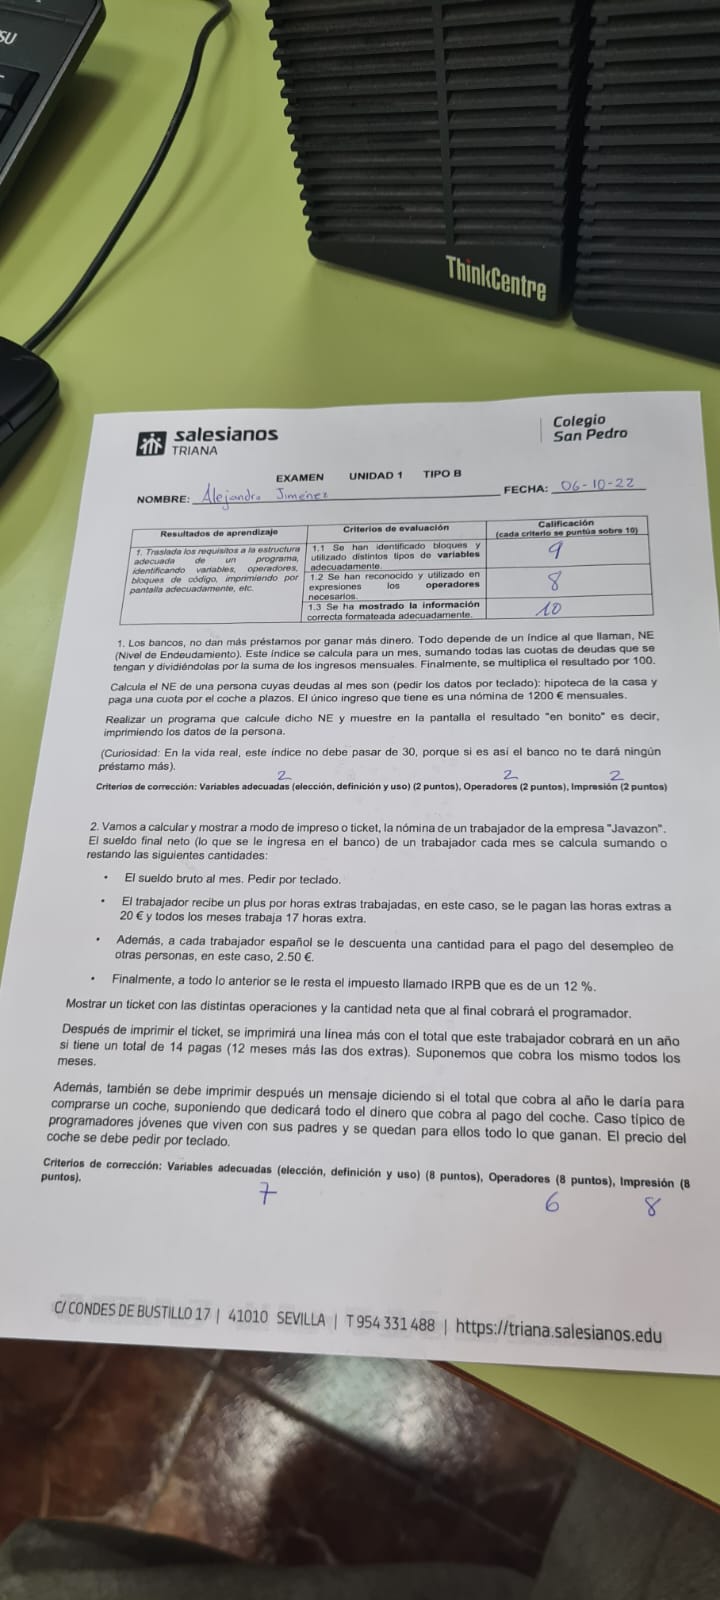 SU
ThinkCentre
salesianos
TRIANA
Colegio
San Pedro
EXAMEN UNIDAD 1 TIPO B
NOMBRE: Alejandro Jiménez FECHA: 06-10-22
Resultados de aprendizaje
Criterios de evaluación
Calificación
(cada criterio se puntúa sobre 10)
1. Traslada los requisitos a la estructura
adecuada de un programa,
identificando variables, operadores,
bloques de código, imprimiendo por
pantalla adecuadamente, etc.
1.1 Se han identificado bloques y
utilizado distintos tipos de variables
adecuadamente.
9
1.2 Se han reconocido y utilizado en
expresiones los operadores
necesarios.
8
1.3 Se ha mostrado la información
correcta formateada adecuadamente.
10
1. Los bancos, no dan más préstamos por ganar más dinero. Todo depende de un índice al que llaman, NE
(Nivel de Endeudamiento). Este índice se calcula para un mes, sumando todas las cuotas de deudas que se
tengan y dividiéndolas por la suma de los ingresos mensuales. Finalmente, se multiplica el resultado por 100.
Calcula el NE de una persona cuyas deudas al mes son (pedir los datos por teclado): hipoteca de la casa y
paga una cuota por el coche a plazos. El único ingreso que tiene es una nómina de 1200 € mensuales.
Realizar un programa que calcule dicho NE y muestre en la pantalla el resultado "en bonito" es decir,
imprimiendo los datos de la persona.
(Curiosidad: En la vida real, este índice no debe pasar de 30, porque si es así el banco no te dará ningún
préstamo más).
2 2 2
Criterios de corrección: Variables adecuadas (elección, definición y uso) (2 puntos), Operadores (2 puntos), Impresión (2 puntos)
2. Vamos a calcular y mostrar a modo de impreso o ticket, la nómina de un trabajador de la empresa "Javazon".
El sueldo final neto (lo que se le ingresa en el banco) de un trabajador cada mes se calcula sumando o
restando las siguientes cantidades:
• El sueldo bruto al mes. Pedir por teclado.
• El trabajador recibe un plus por horas extras trabajadas, en este caso, se le pagan las horas extras a
20 € y todos los meses trabaja 17 horas extra.
• Además, a cada trabajador español se le descuenta una cantidad para el pago del desempleo de
otras personas, en este caso, 2.50 €.
• Finalmente, a todo lo anterior se le resta el impuesto llamado IRPB que es de un 12 %.
Mostrar un ticket con las distintas operaciones y la cantidad neta que al final cobrará el programador.
Después de imprimir el ticket, se imprimirá una línea más con el total que este trabajador cobrará en un año
si tiene un total de 14 pagas (12 meses más las dos extras). Suponemos que cobra los mismo todos los
meses.
Además, también se debe imprimir después un mensaje diciendo si el total que cobra al año le daría para
comprarse un coche, suponiendo que dedicará todo el dinero que cobra al pago del coche. Caso típico de
programadores jóvenes que viven con sus padres y se quedan para ellos todo lo que ganan. El precio del
coche se debe pedir por teclado.
Criterios de corrección: Variables adecuadas (elección, definición y uso) (8 puntos), Operadores (8 puntos), Impresión (8
puntos).
7 6 8
C/ CONDES DE BUSTILLO 17 | 41010 SEVILLA | T 954 331 488 | https://triana.salesianos.edu